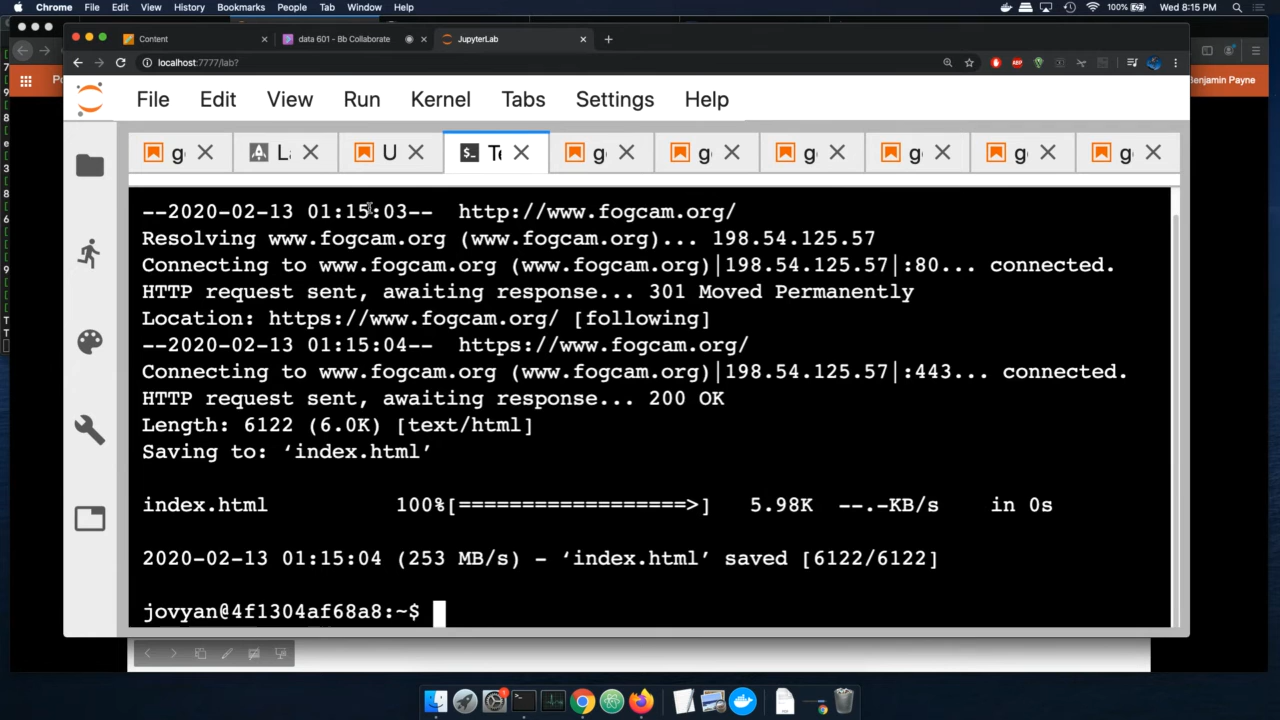 Chrome File Edit View History Bookmarks People Tab Window Help 100% Wed 8:15 PM
Content data 601 - Bb Collaborate JupyterLab
localhost:7777/lab?
Benjamin Payne
File Edit View Run Kernel Tabs Settings Help
g U g g g g g g
--2020-02-13 01:15:03-- http://www.fogcam.org/
Resolving www.fogcam.org (www.fogcam.org)... 198.54.125.57
Connecting to www.fogcam.org (www.fogcam.org)|198.54.125.57|:80... connected.
HTTP request sent, awaiting response... 301 Moved Permanently
Location: https://www.fogcam.org/ [following]
--2020-02-13 01:15:04-- https://www.fogcam.org/
Connecting to www.fogcam.org (www.fogcam.org)|198.54.125.57|:443... connected.
HTTP request sent, awaiting response... 200 OK
Length: 6122 (6.0K) [text/html]
Saving to: ‘index.html’
index.html 100%[==================>] 5.98K --.-KB/s in 0s
2020-02-13 01:15:04 (253 MB/s) - ‘index.html’ saved [6122/6122]
jovyan@4f1304af68a8:~$